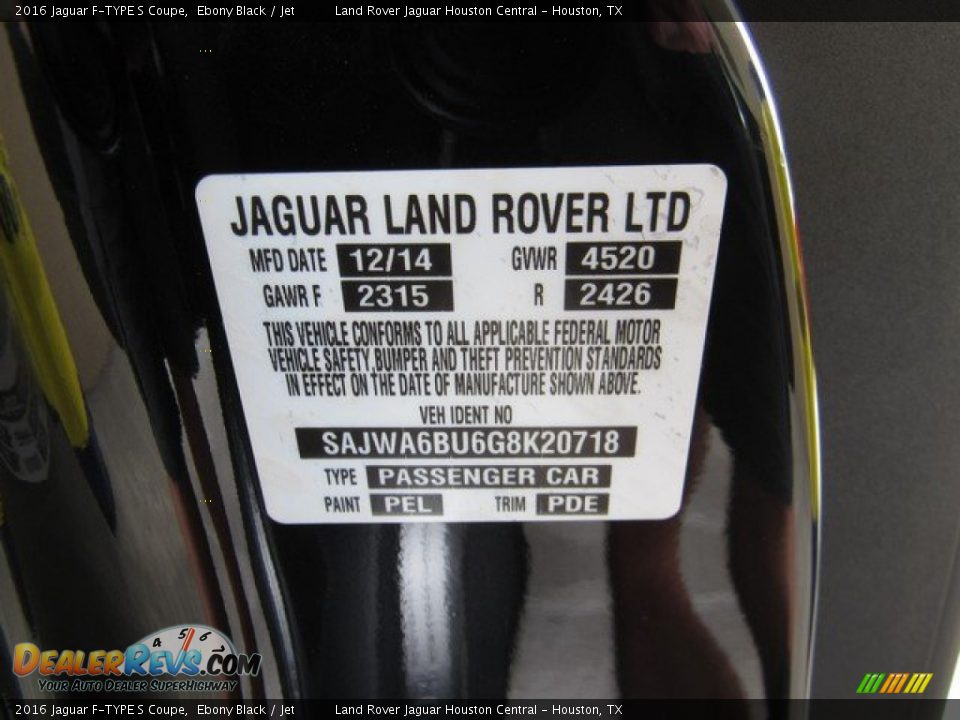 2016 Jaguar F-TYPE S Coupe, Ebony Black / Jet Land Rover Jaguar Houston Central - Houston, TX
JAGUAR LAND ROVER LTD
MFD DATE 12/14 GVWR 4520
GAWR F 2315 R 2426
THIS VEHICLE CONFORMS TO ALL APPLICABLE FEDERAL MOTOR
VEHICLE SAFETY,BUMPER AND THEFT PREVENTION STANDARDS
IN EFFECT ON THE DATE OF MANUFACTURE SHOWN ABOVE.
VEH IDENT NO
SAJWA6BU6G8K20718
TYPE PASSENGER CAR
PAINT PEL TRIM PDE
4 5 6
DEALERREVS.COM
YOUR AUTO DEALER SUPERHIGHWAY
2016 Jaguar F-TYPE S Coupe, Ebony Black / Jet Land Rover Jaguar Houston Central - Houston, TX